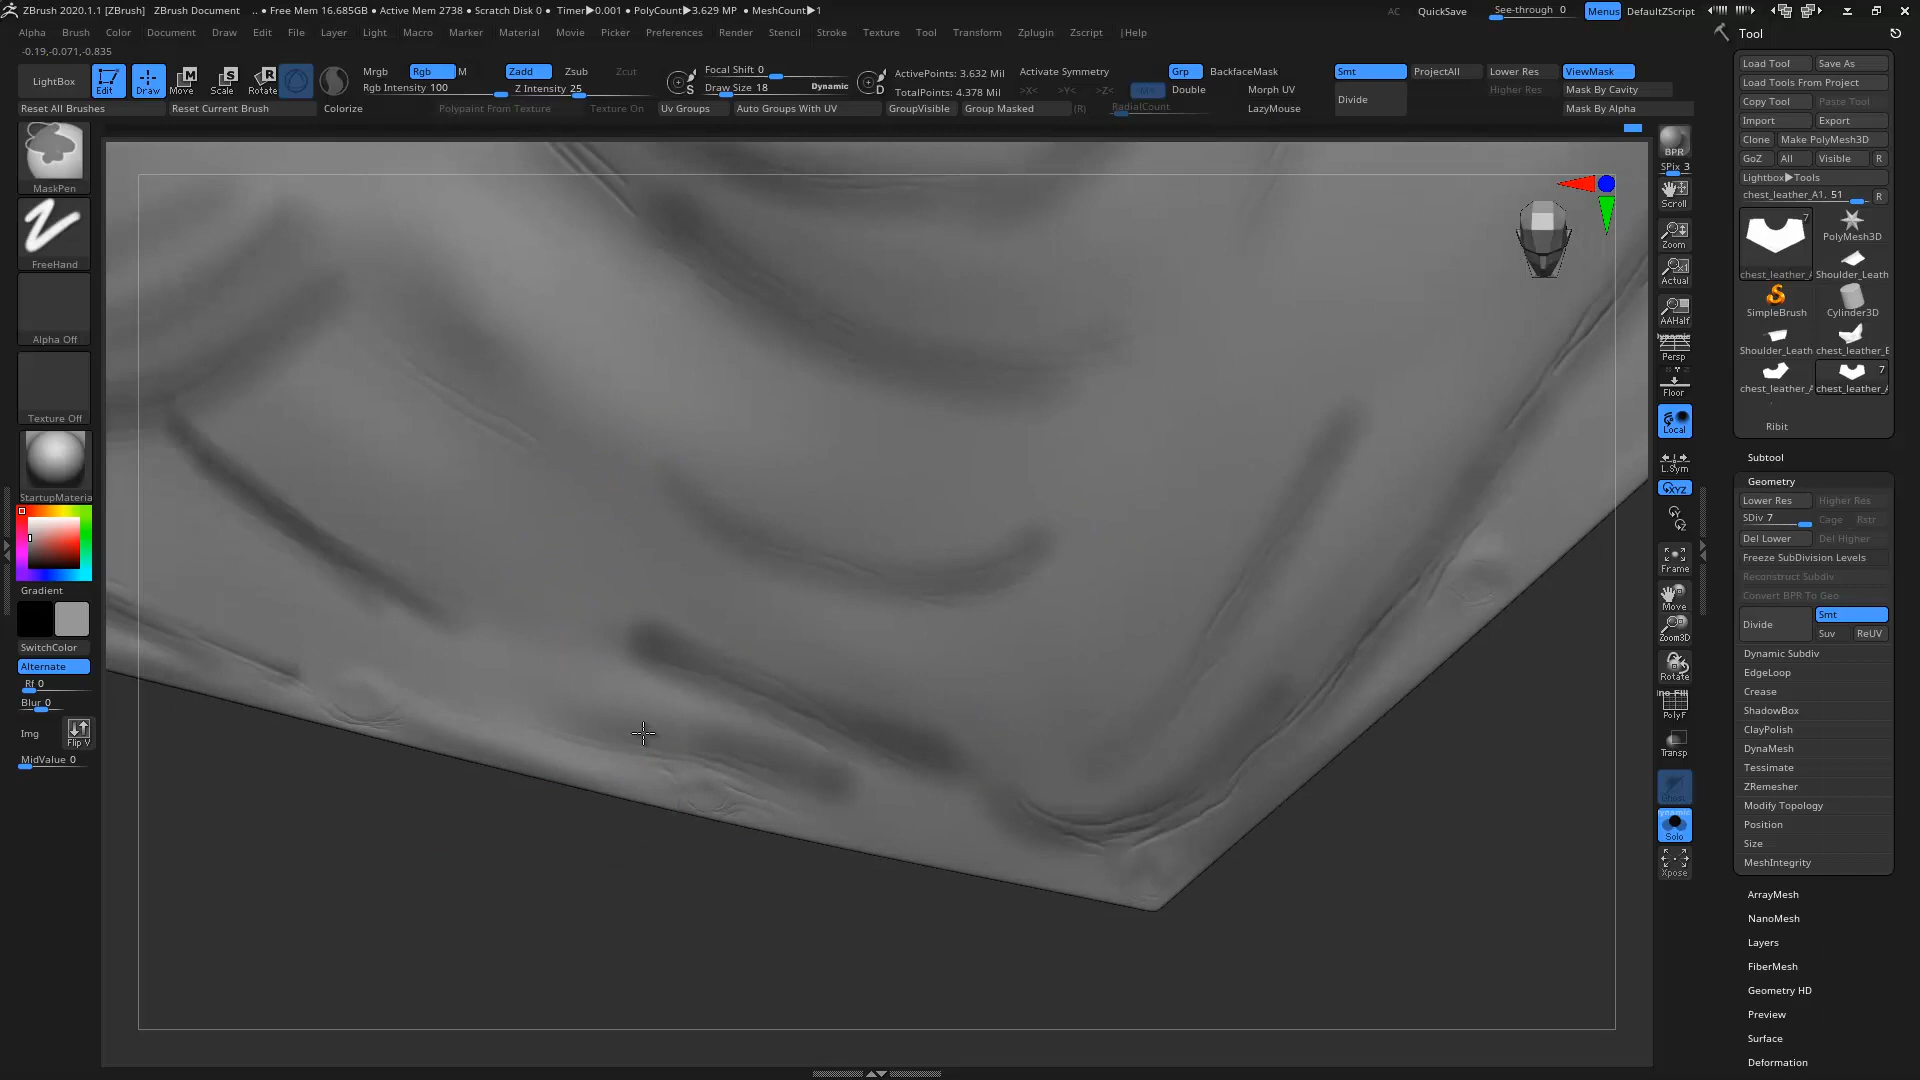 ZBrush 2020.1.1 [ZBrush] ZBrush Document .. • Free Mem 16.685GB • Active Mem 2738 • Scratch Disk 0 • Timer▶0.001 • PolyCount▶3.629 MP • MeshCount▶1 AC QuickSave See-through 0 Menus DefaultZScript
Alpha Brush Color Document Draw Edit File Layer Light Macro Marker Material Movie Picker Preferences Render Stencil Stroke Texture Tool Transform Zplugin Zscript |Help
-0.19,-0.071,-0.835
LightBox Edit Draw Move Scale Rotate
Mrgb Rgb M Zadd Zsub Zcut
Rgb Intensity 100 Z Intensity 25
Focal Shift 0
Draw Size 18 Dynamic
S D
ActivePoints: 3.632 Mil
TotalPoints: 4.378 Mil
Activate Symmetry
>X< >Y< >Z< >M<
Grp BackfaceMask
Double Morph UV
Smt ProjectAll Lower Res ViewMask
Divide Higher Res Mask By Cavity
Reset All Brushes Reset Current Brush Colorize Polypaint From Texture Texture On Uv Groups Auto Groups With UV GroupVisible Group Masked (R) RadialCount LazyMouse Mask By Alpha
MaskPen
FreeHand
Alpha Off
Texture Off
StartupMateria
Gradient
SwitchColor
Alternate
Rf 0
Blur 0
Img Flip V
MidValue 0
BPR
SPix 3
Scroll
Zoom
Actual
AAHalf
Persp
Floor
Local
L.Sym
XYZ
Frame
Move
Zoom3D
Rotate
PolyF
Transp
Ghost
Dynamic
Solo
Xpose
Tool
Load Tool Save As
Load Tools From Project
Copy Tool Paste Tool
Import Export
Clone Make PolyMesh3D
GoZ All Visible R
Lightbox▶Tools
chest_leather_A1. 51 R
7
PolyMesh3D
chest_leather_A Shoulder_Leath
SimpleBrush Cylinder3D
Shoulder_Leath chest_leather_E
7
chest_leather_A chest_leather_A
Ribit
Subtool
Geometry
Lower Res Higher Res
SDiv 7 Cage Rstr
Del Lower Del Higher
Freeze SubDivision Levels
Reconstruct Subdiv
Convert BPR To Geo
Divide Smt
Suv ReUV
Dynamic Subdiv
EdgeLoop
Crease
ShadowBox
ClayPolish
DynaMesh
Tessimate
ZRemesher
Modify Topology
Position
Size
MeshIntegrity
ArrayMesh
NanoMesh
Layers
FiberMesh
Geometry HD
Preview
Surface
Deformation